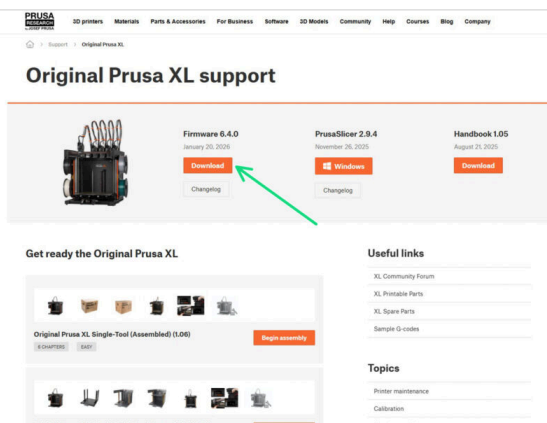 PRUSA
RESEARCH
by JOSEF PRUSA
3D printers Materials Parts & Accessories For Business Software 3D Models Community Help Courses Blog Company
Support Original Prusa XL
Original Prusa XL support
Firmware 6.4.0
January 20, 2026
Download
Changelog
PrusaSlicer 2.9.4
November 26, 2025
Windows
Changelog
Handbook 1.05
August 21, 2025
Download
Get ready the Original Prusa XL
Original Prusa XL Single-Tool (Assembled) (1.06)
EASY
Begin assembly
Useful links
XL Community Forum
XL Printable Parts
XL Spare Parts
Sample G-codes
Topics
Printer maintenance
Calibration